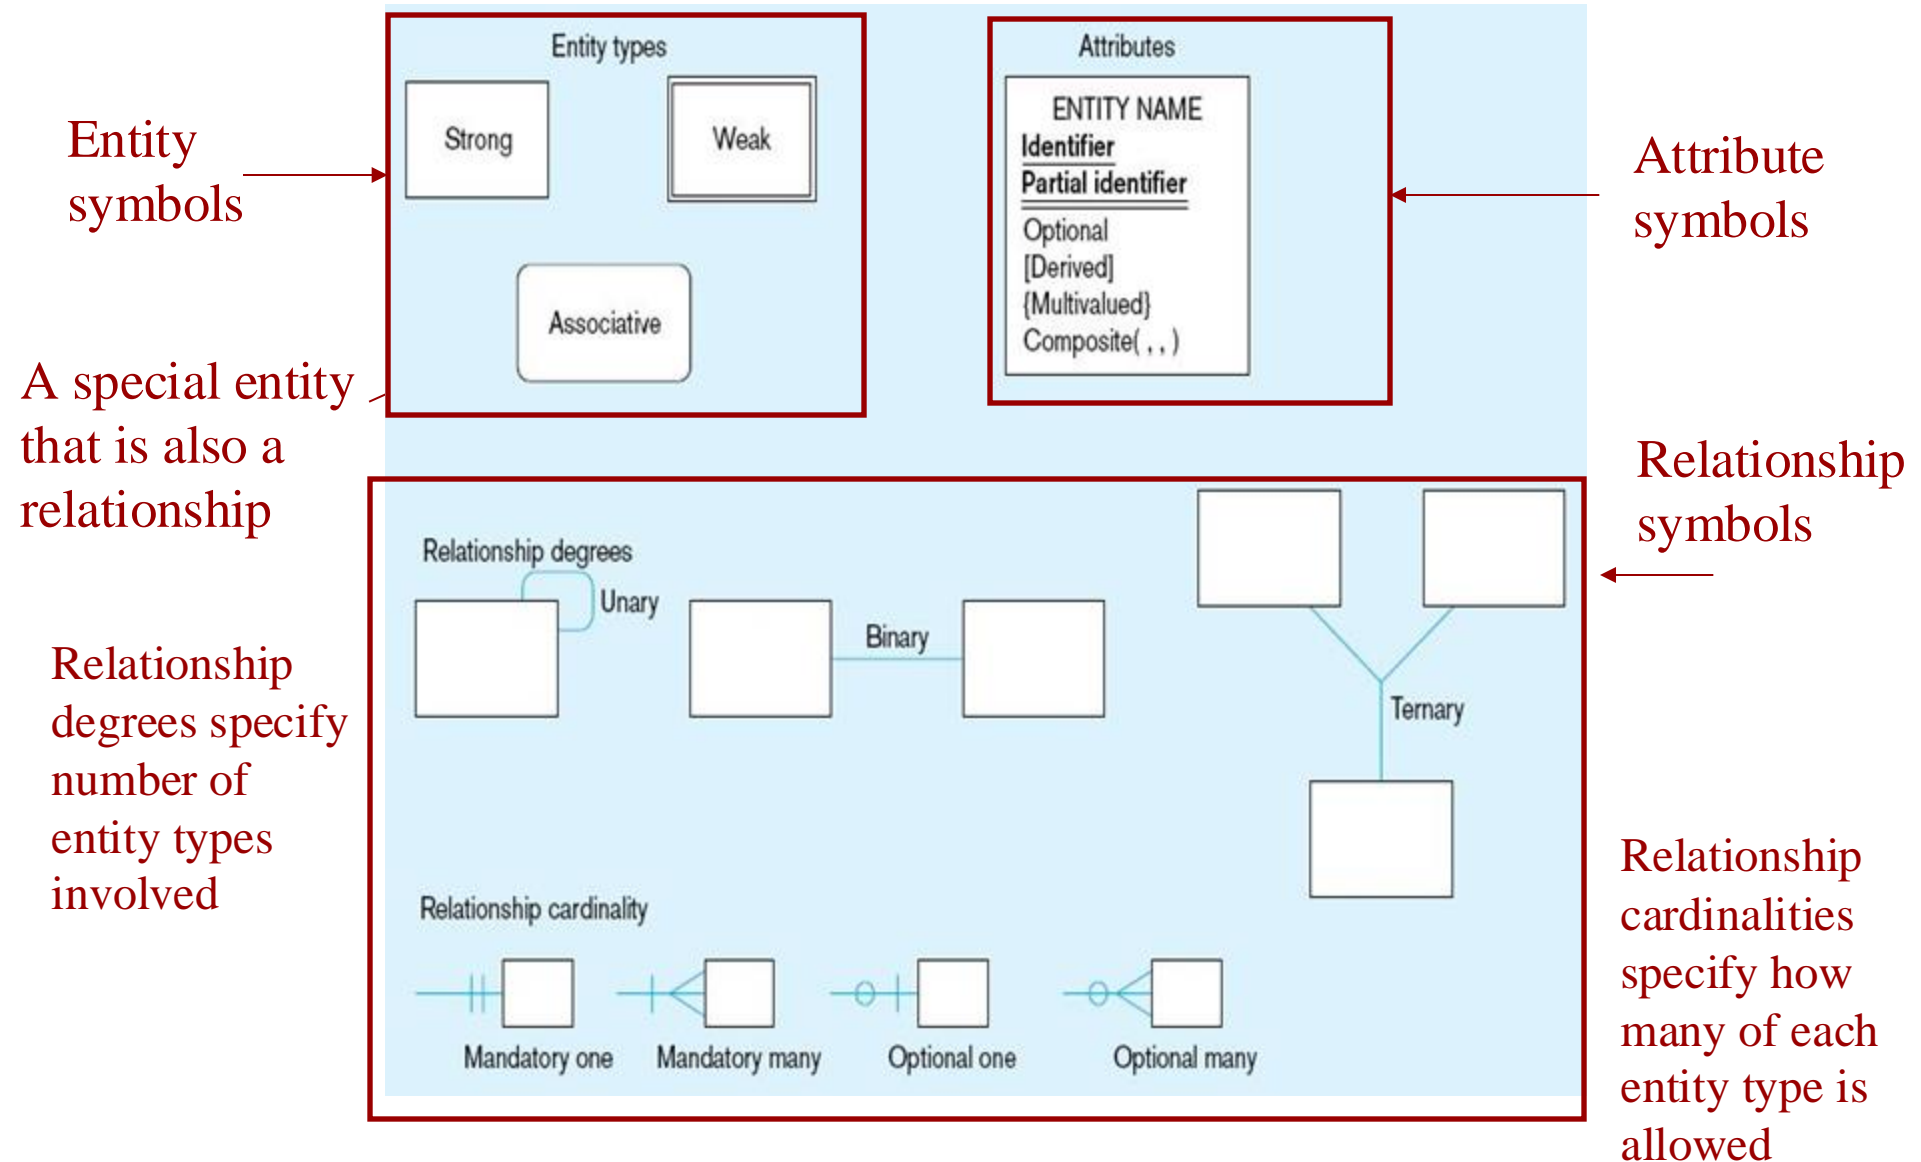 Entity types
Strong
Weak
Associative
Attributes
ENTITY NAME
Identifier
Partial identifier
Optional
[Derived]
{Multivalued}
Composite( , , )
Entity
symbols
Attribute
symbols
A special entity
that is also a
relationship
Relationship
symbols
Relationship degrees
Unary
Binary
Ternary
Relationship
degrees specify
number of
entity types
involved
Relationship cardinality
Mandatory one
Mandatory many
Optional one
Optional many
Relationship
cardinalities
specify how
many of each
entity type is
allowed